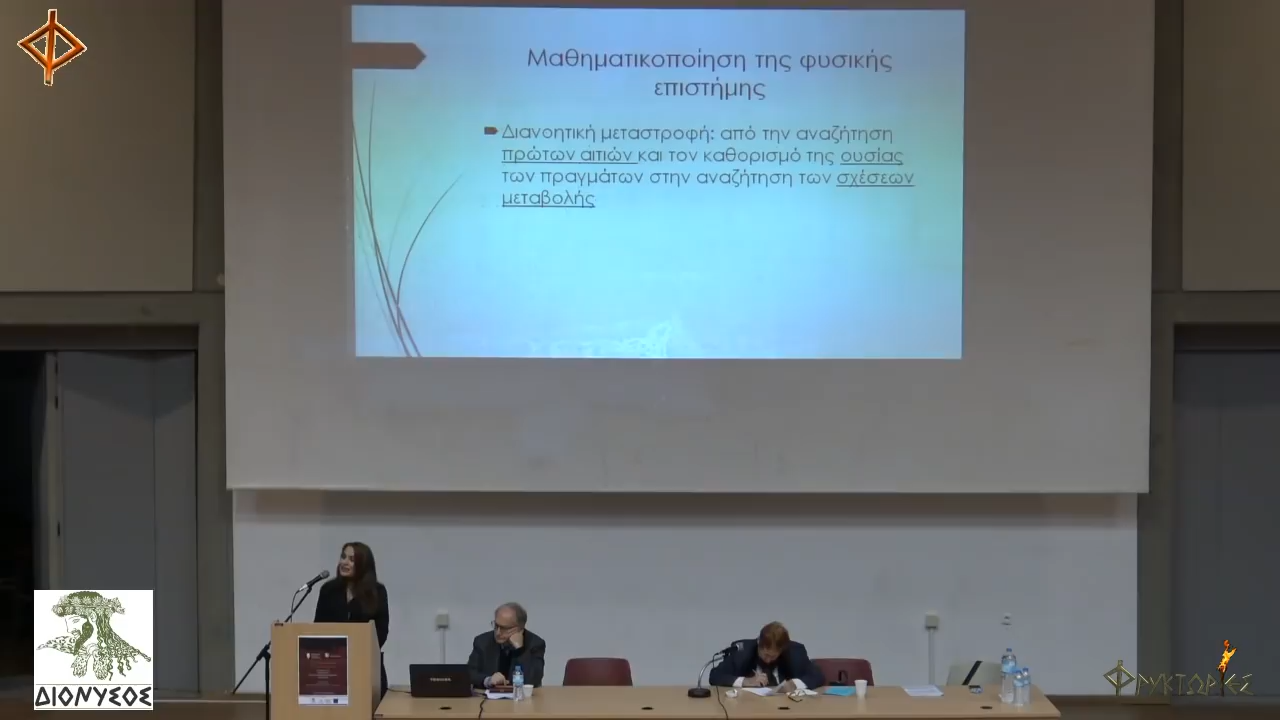 Μαθηματικοποίηση της φυσικής
επιστήμης
Διανοητική μεταστροφή: από την αναζήτηση
πρώτων αιτιών και τον καθορισμό της ουσίας
των πραγμάτων στην αναζήτηση των σχέσεων
μεταβολής
ΔΙΟΝΥΣΟΣ
ΦΡΥΚΤΩΡΙΕΣ